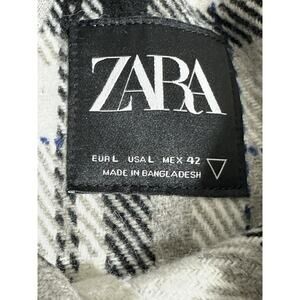 ZARA
EUR L USA L MEX 42
MADE IN BANGLADESH